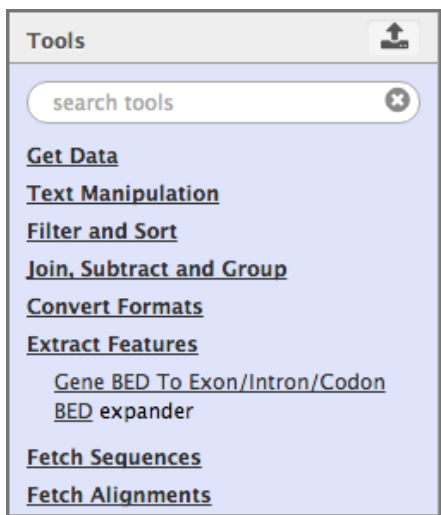 Tools
search tools
Get Data
Text Manipulation
Filter and Sort
Join, Subtract and Group
Convert Formats
Extract Features
Gene BED To Exon/Intron/Codon
BED expander
Fetch Sequences
Fetch Alignments